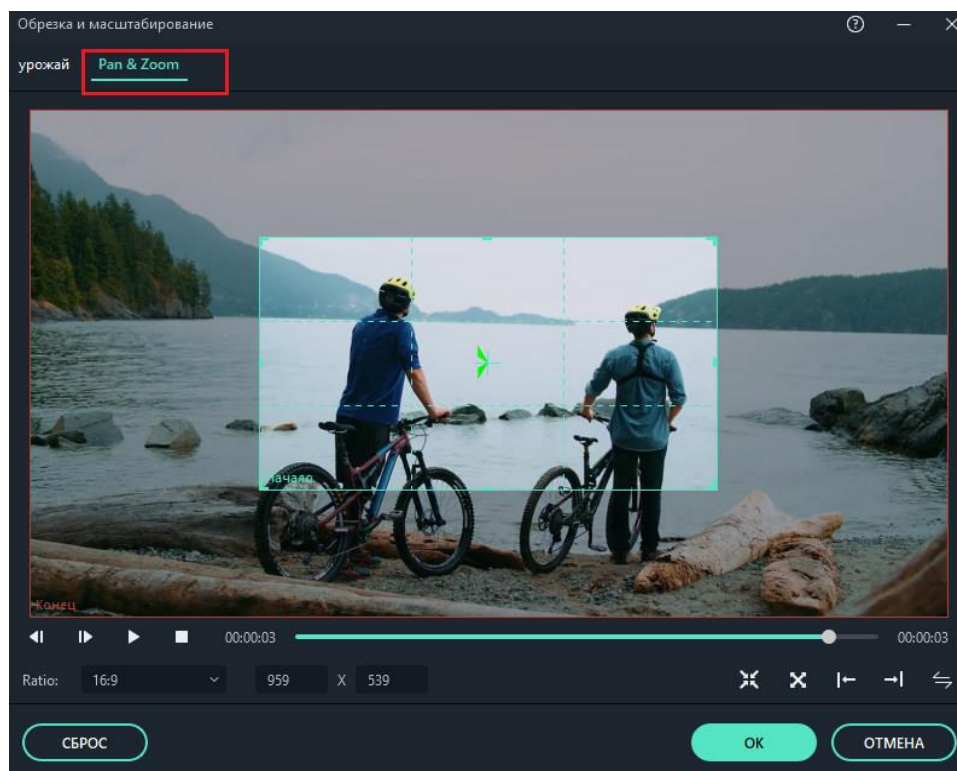 Обрезка и масштабирование
урожай Pan & Zoom
Начало
Конец
00:00:03 00:00:03
Ratio: 16:9 959 X 539
СБРОС OK ОТМЕНА